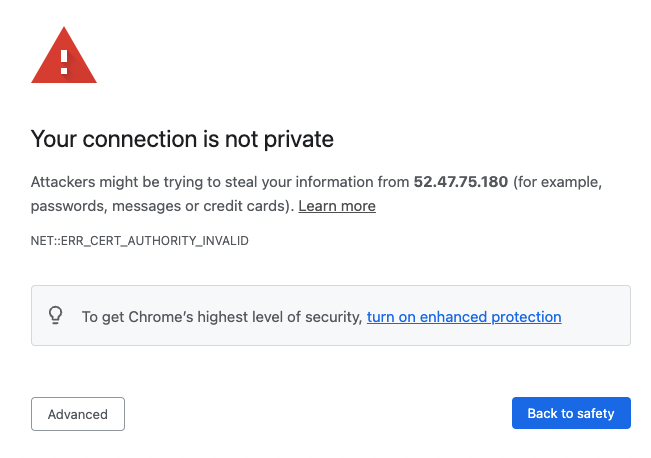 Your connection is not private
Attackers might be trying to steal your information from 52.47.75.180 (for example,
passwords, messages or credit cards). Learn more
NET::ERR_CERT_AUTHORITY_INVALID
To get Chrome’s highest level of security, turn on enhanced protection
Advanced
Back to safety